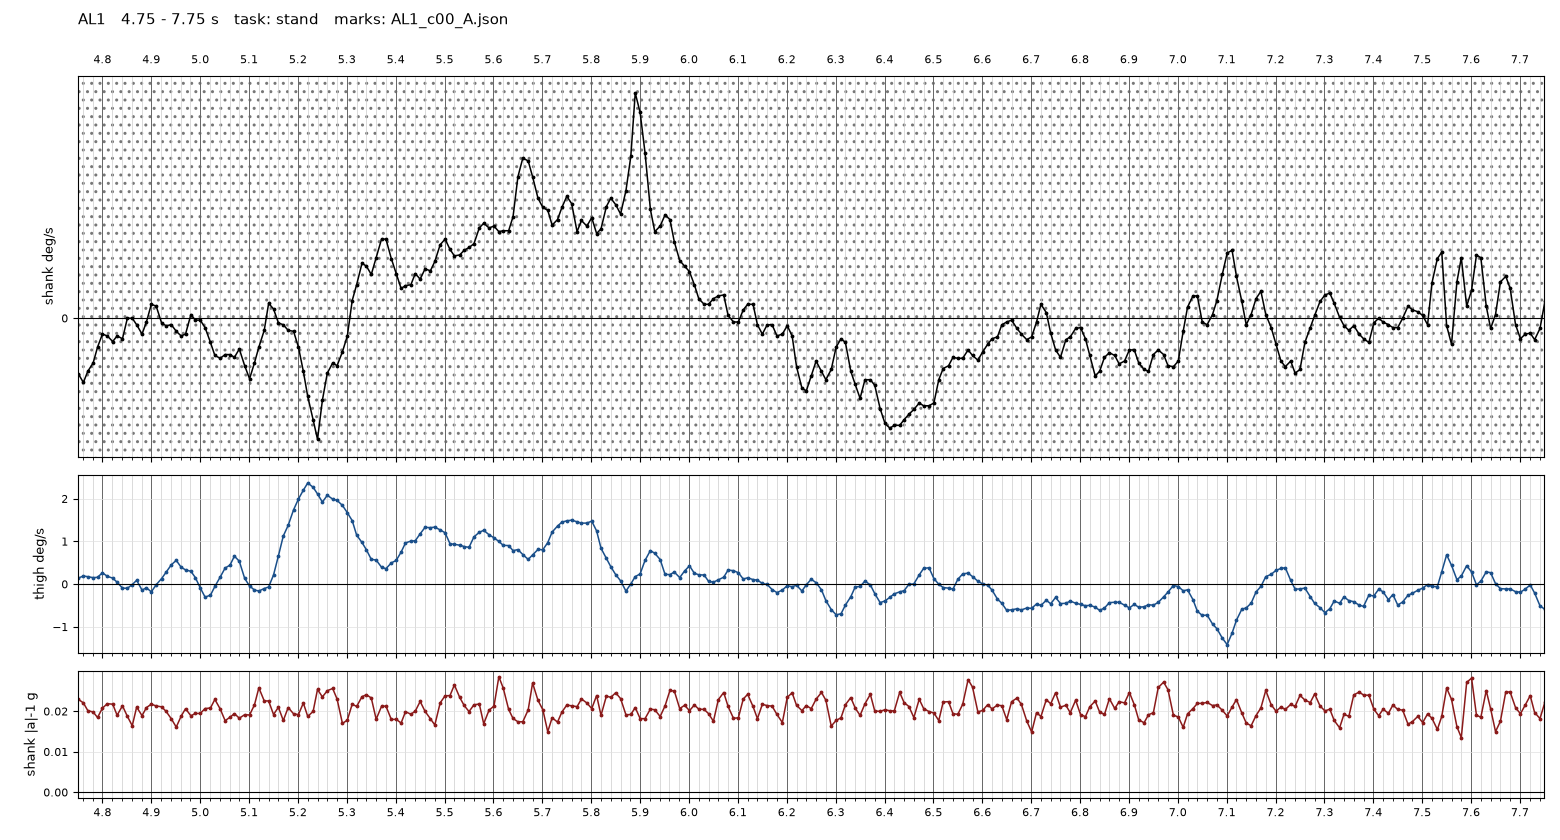 AL1 4.75 - 7.75 s task: stand marks: AL1_c00_A.json
4.8 4.9 5.0 5.1 5.2 5.3 5.4 5.5 5.6 5.7 5.8 5.9 6.0 6.1 6.2 6.3 6.4 6.5 6.6 6.7 6.8 6.9 7.0 7.1 7.2 7.3 7.4 7.5 7.6 7.7
shank deg/s
0
thigh deg/s
2
1
0
−1
shank |a|-1 g
0.02
0.01
0.00
4.8 4.9 5.0 5.1 5.2 5.3 5.4 5.5 5.6 5.7 5.8 5.9 6.0 6.1 6.2 6.3 6.4 6.5 6.6 6.7 6.8 6.9 7.0 7.1 7.2 7.3 7.4 7.5 7.6 7.7